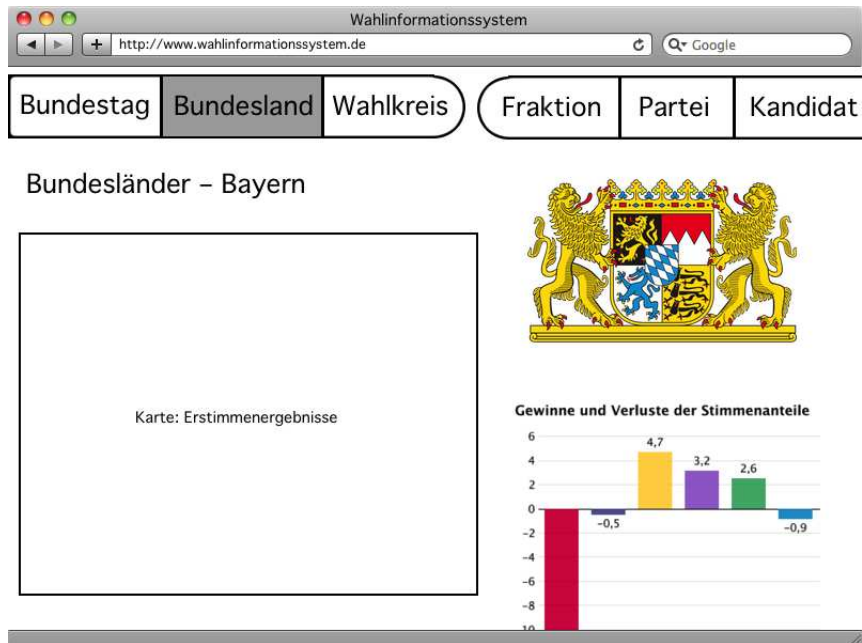 Wahlinformationssystem
http://www.wahlinformationssystem.de
Google
Bundestag Bundesland Wahlkreis Fraktion Partei Kandidat
Bundesländer – Bayern
Karte: Erstimmenergebnisse
Gewinne und Verluste der Stimmenanteile
6
4,7
4
3,2
2,6
2
0
-0,5
-0,9
-2
-4
-6
-8